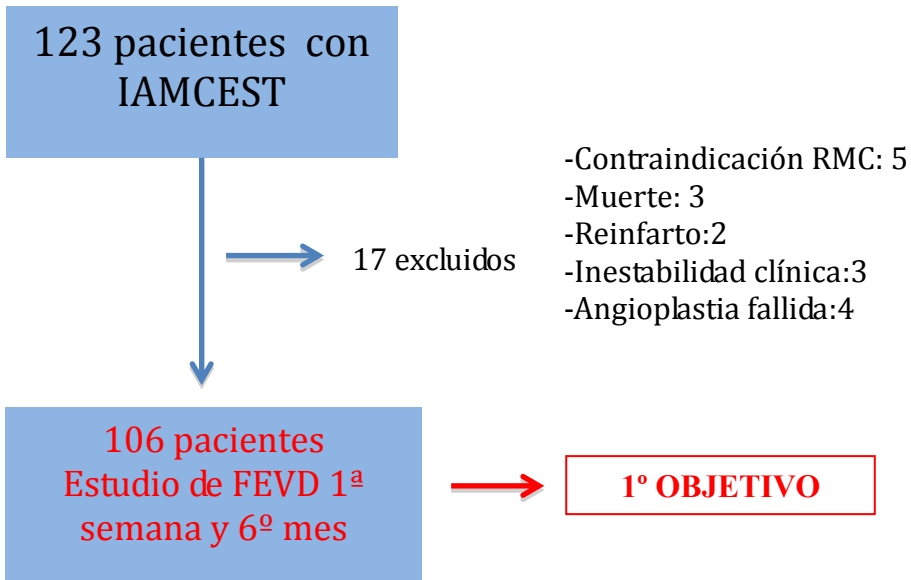 123 pacientes con
IAMCEST
-Contraindicación RMC: 5
-Muerte: 3
-Reinfarto:2
-Inestabilidad clínica:3
-Angioplastia fallida:4
17 excluidos
106 pacientes
Estudio de FEVD 1ª
semana y 6º mes
1º OBJETIVO